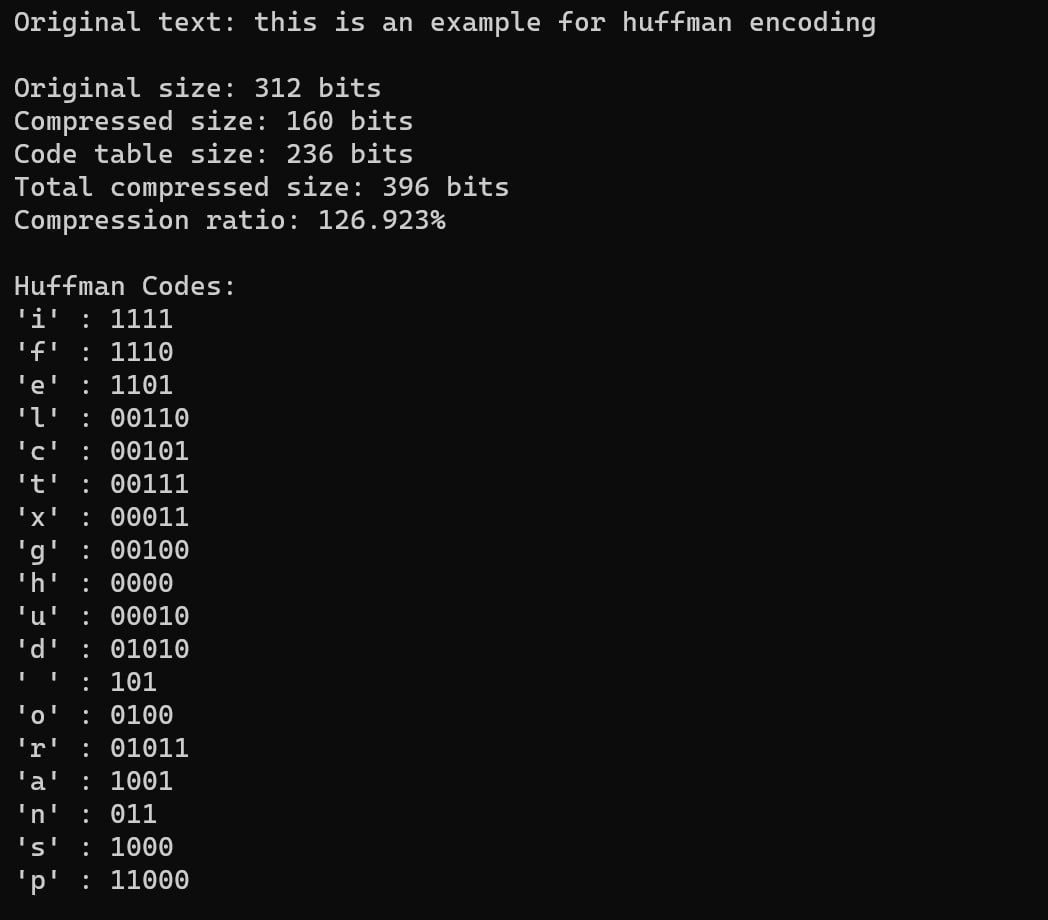 Original text: this is an example for huffman encoding
Original size: 312 bits
Compressed size: 160 bits
Code table size: 236 bits
Total compressed size: 396 bits
Compression ratio: 126.923%
Huffman Codes:
'i' : 1111
'f' : 1110
'e' : 1101
'l' : 00110
'c' : 00101
't' : 00111
'x' : 00011
'g' : 00100
'h' : 0000
'u' : 00010
'd' : 01010
' ' : 101
'o' : 0100
'r' : 01011
'a' : 1001
'n' : 011
's' : 1000
'p' : 11000